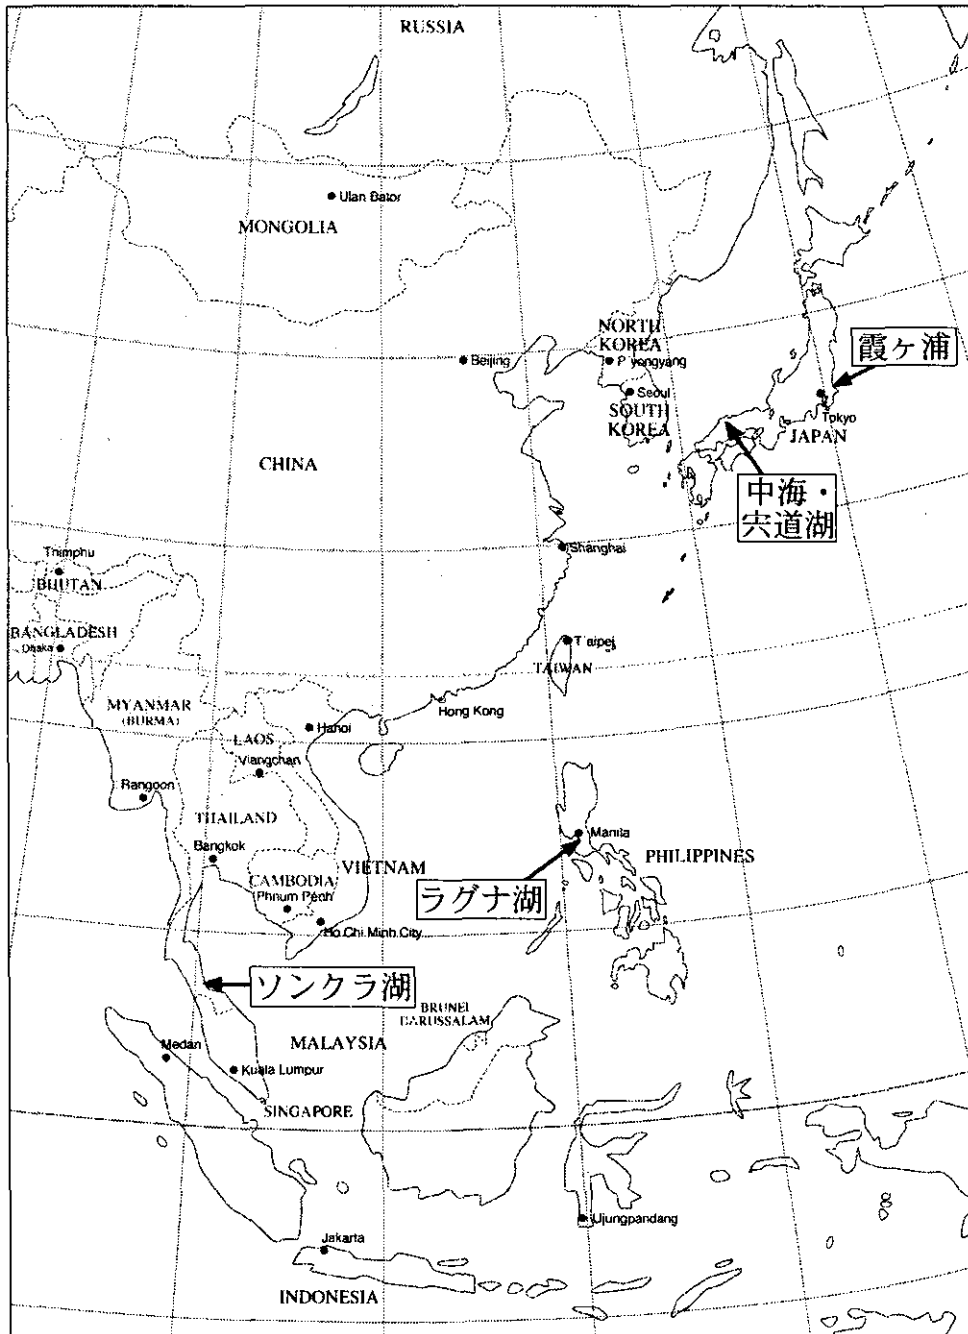 RUSSIA
Ulan Bator
MONGOLIA
NORTH
KOREA
P'yongyang
霞ヶ浦
Beijing
Seoul
SOUTH
KOREA
Tokyo
JAPAN
CHINA
中海・
宍道湖
Shanghai
Thimphu
BHUTAN
BANGLADESH
Dhaka
T'aipei
TAIWAN
MYANMAR
(BURMA)
Hong Kong
Hanoi
LAOS
Viangchan
Rangoon
THAILAND
Manila
Bangkok
VIETNAM
PHILIPPINES
CAMBODIA
Phnum Penh
ラグナ湖
Ho Chi Minh City
ソンクラ湖
BRUNEI
DARUSSALAM
MALAYSIA
Medan
Kuala Lumpur
SINGAPORE
Ujungpandang
Jakarta
INDONESIA